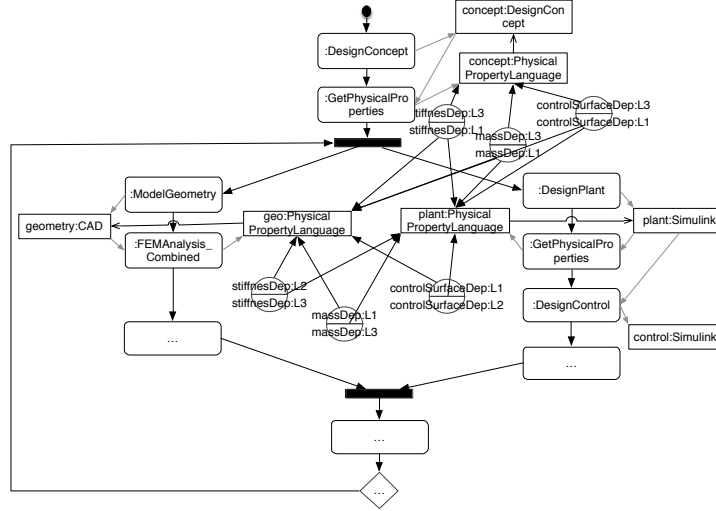 concept:DesignCon
cept
:DesignConcept
concept:Physical
PropertyLanguage
:GetPhysicalPro
perties
stiffnesDep:L3
stiffnesDep:L1
controlSurfaceDep:L3
controlSurfaceDep:L1
massDep:L3
massDep:L1
:ModelGeometry
:DesignPlant
geometry:CAD
geo:Physical
PropertyLanguage
plant:Physical
PropertyLanguage
plant:Simulink
:FEMAnalysis_
Combined
:GetPhysicalPro
perties
stiffnesDep:L2
stiffnesDep:L3
controlSurfaceDep:L1
controlSurfaceDep:L2
:DesignControl
massDep:L1
massDep:L3
...
control:Simulink
...
...
...